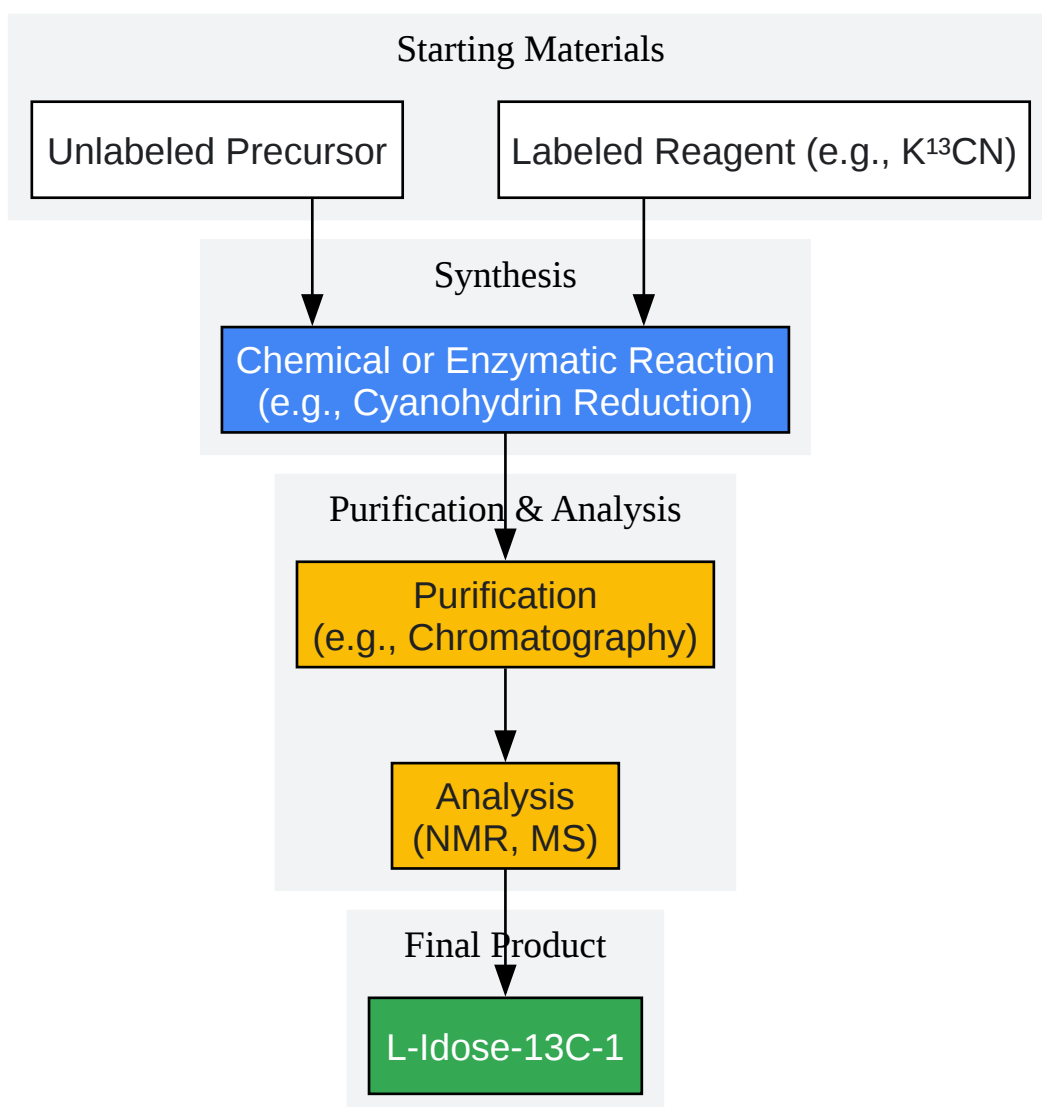 Starting Materials
Unlabeled Precursor
Labeled Reagent (e.g., K¹³CN)
Synthesis
Chemical or Enzymatic Reaction
(e.g., Cyanohydrin Reduction)
Purification & Analysis
Purification
(e.g., Chromatography)
Analysis
(NMR, MS)
Final Product
L-Idose-13C-1